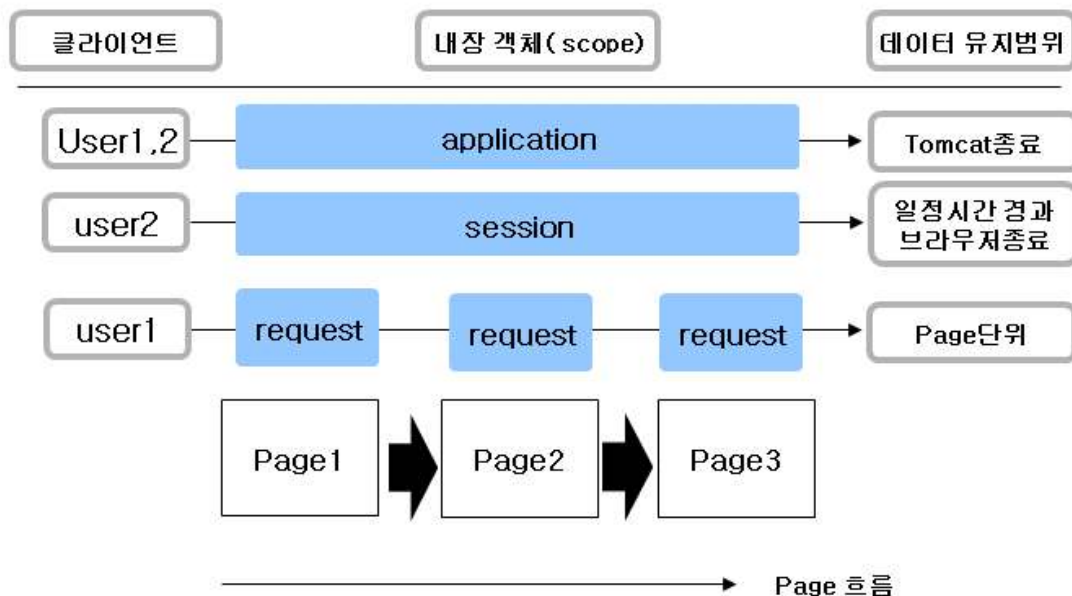 클라이언트
내장 객체( scope)
데이터 유지범위
User1,2
application
Tomcat종료
user2
session
일정시간 경과
브라우저종료
user1
request
request
request
Page단위
Page1
Page2
Page3
Page 흐름